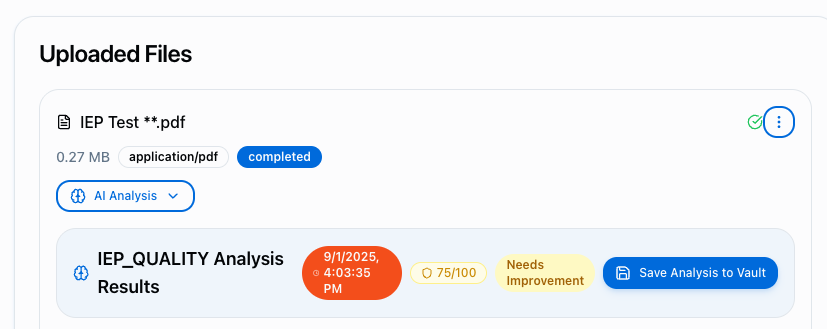 Uploaded Files
IEP Test **.pdf
0.27 MB application/pdf completed
AI Analysis
IEP_QUALITY Analysis
Results
9/1/2025,
4:03:35
PM
75/100
Needs
Improvement
Save Analysis to Vault